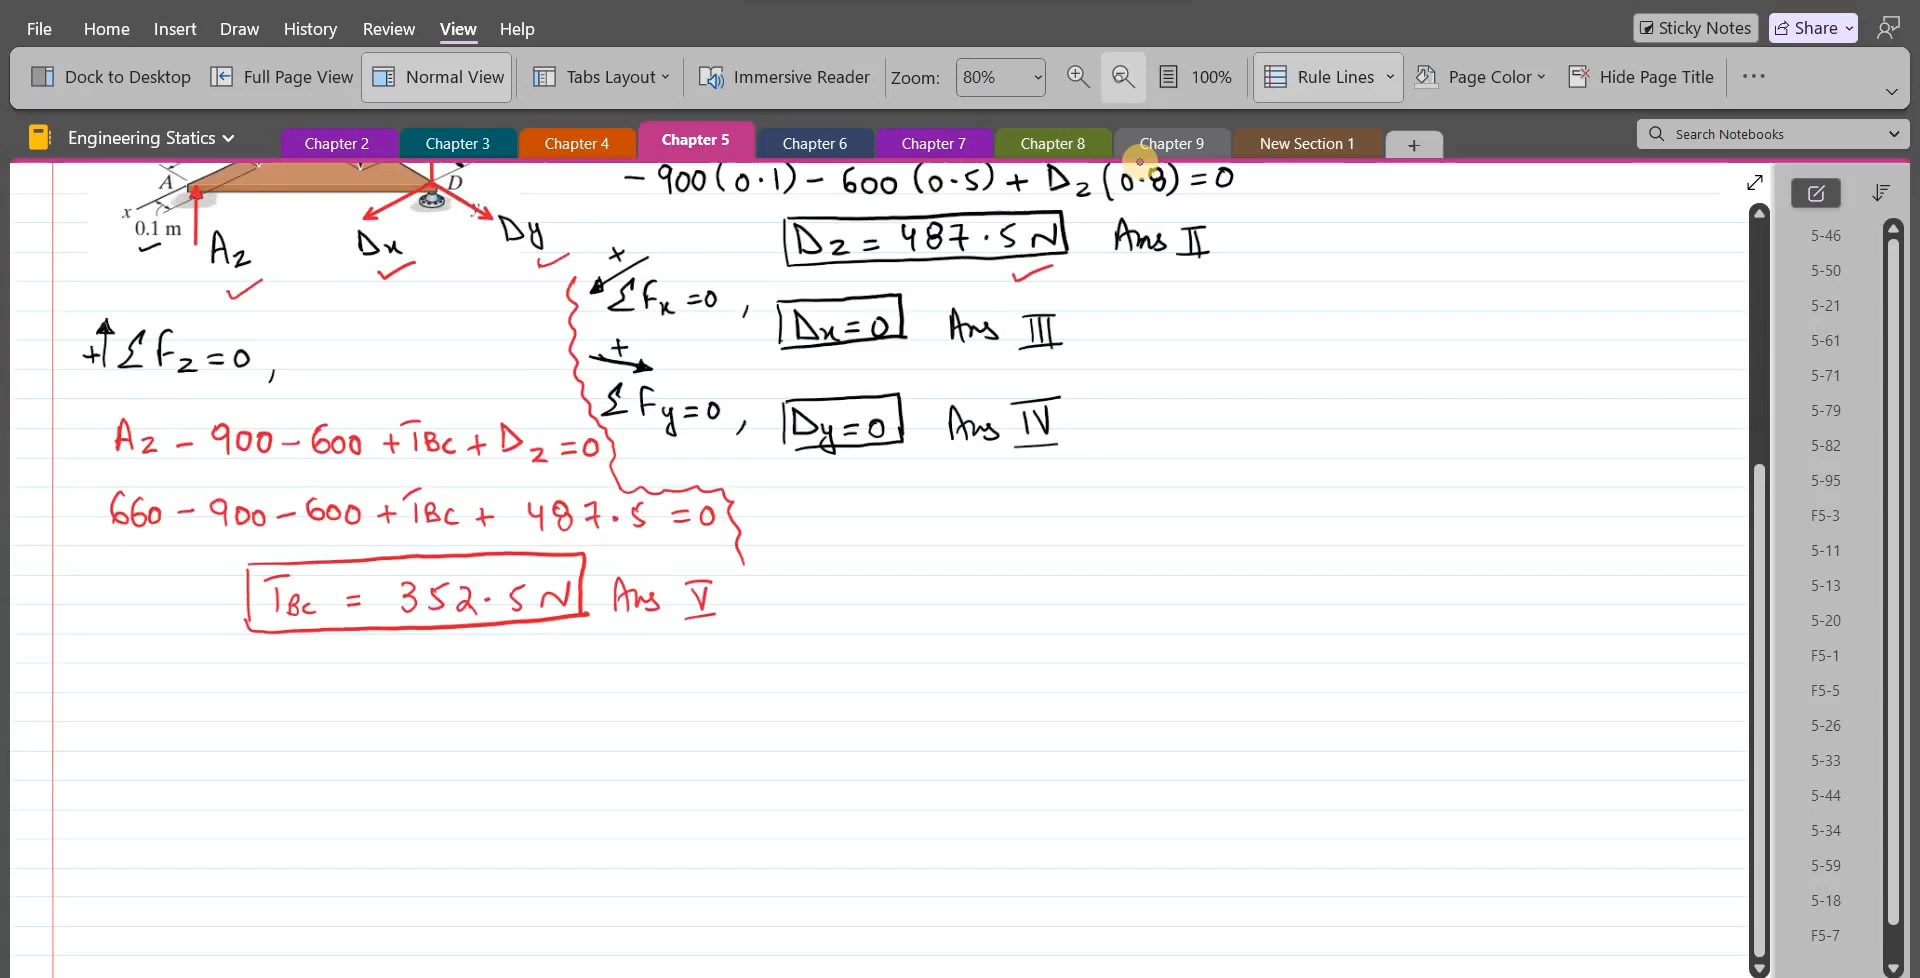 File Home Insert Draw History Review View Help
Sticky Notes Share
Dock to Desktop Full Page View Normal View Tabs Layout Immersive Reader Zoom: 80% 100% Rule Lines Page Color Hide Page Title ...
Engineering Statics Chapter 2 Chapter 3 Chapter 4 Chapter 5 Chapter 6 Chapter 7 Chapter 8 Chapter 9 New Section 1 + Search Notebooks
A D
x
0.1 m
Az Dx Dy
- 900 (0.1) - 600 (0.5) + Dz (0.8) = 0
Dz = 487.5 N Ans II
+
ΣFx = 0, Dx = 0 Ans III
+
ΣFy = 0, Dy = 0 Ans IV
+↑ ΣFz = 0,
Az - 900 - 600 + TBC + Dz = 0
660 - 900 - 600 + TBC + 487.5 = 0
TBC = 352.5 N Ans V
5-46
5-50
5-21
5-61
5-71
5-79
5-82
5-95
F5-3
5-11
5-13
5-20
F5-1
F5-5
5-26
5-33
5-44
5-34
5-59
5-18
F5-7